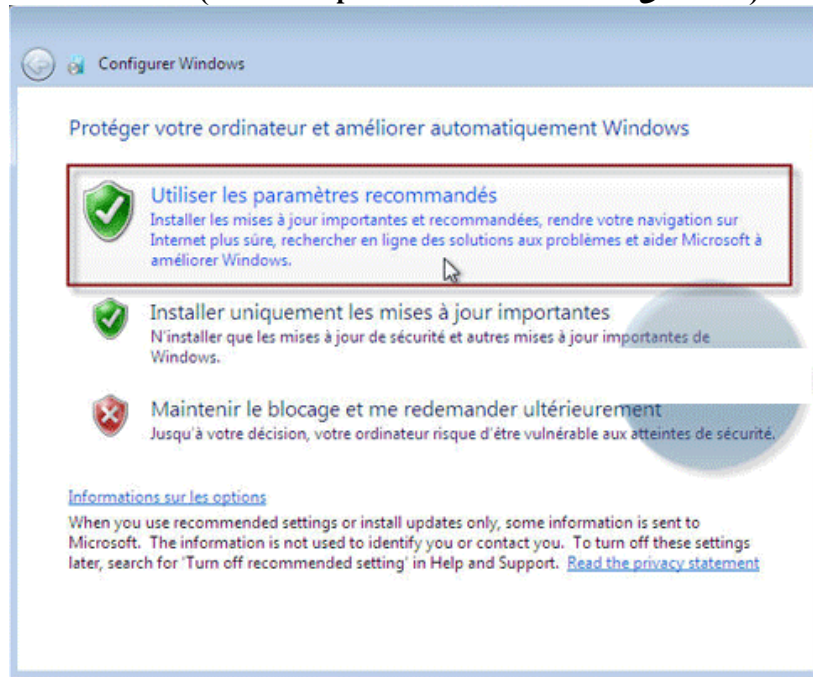 Configurer Windows
Protéger votre ordinateur et améliorer automatiquement Windows
Utiliser les paramètres recommandés
Installer les mises à jour importantes et recommandées, rendre votre navigation sur
Internet plus sûre, rechercher en ligne des solutions aux problèmes et aider Microsoft à
améliorer Windows.
Installer uniquement les mises à jour importantes
N'installer que les mises à jour de sécurité et autres mises à jour importantes de
Windows.
Maintenir le blocage et me redemander ultérieurement
Jusqu'à votre décision, votre ordinateur risque d'être vulnérable aux atteintes de sécurité.
Informations sur les options
When you use recommended settings or install updates only, some information is sent to
Microsoft. The information is not used to identify you or contact you. To turn off these settings
later, search for 'Turn off recommended setting' in Help and Support. Read the privacy statement